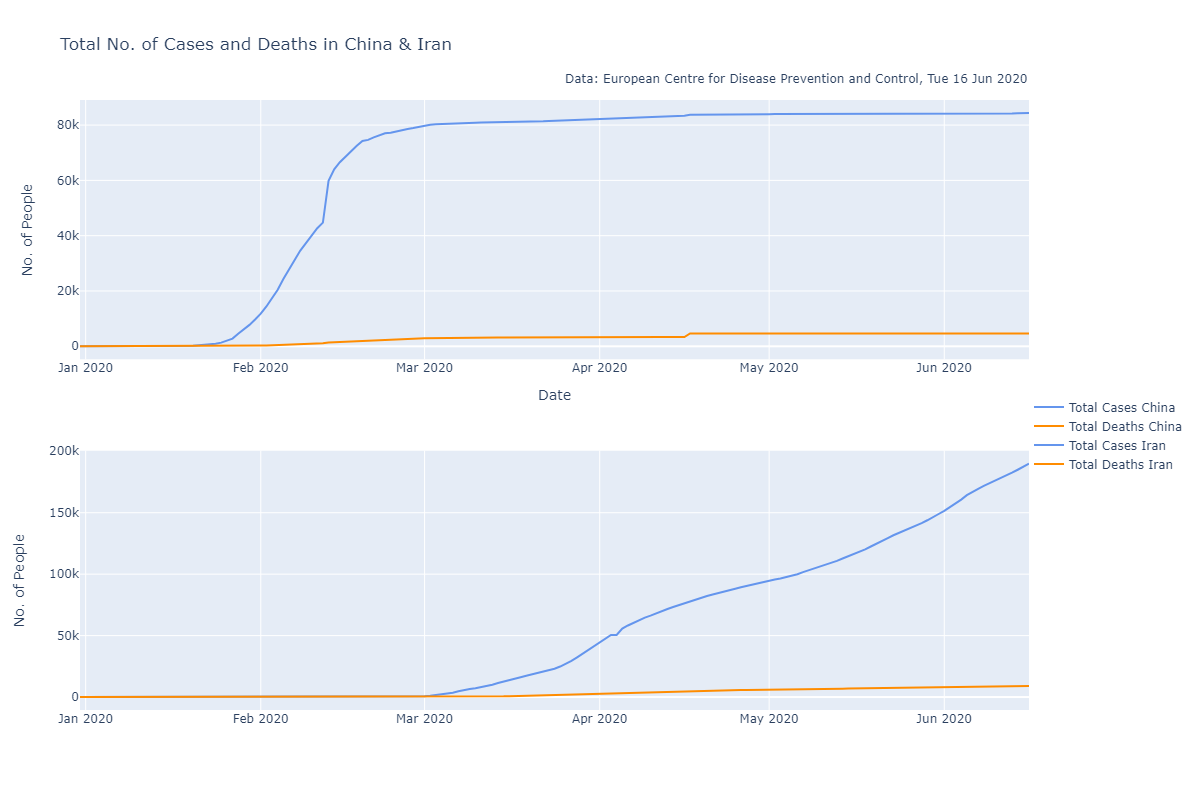 Total No. of Cases and Deaths in China & Iran
Data: European Centre for Disease Prevention and Control, Tue 16 Jun 2020
No. of People
80k
60k
40k
20k
0
Jan 2020 Feb 2020 Mar 2020 Apr 2020 May 2020 Jun 2020
Date
Total Cases China
Total Deaths China
Total Cases Iran
Total Deaths Iran
No. of People
200k
150k
100k
50k
0
Jan 2020 Feb 2020 Mar 2020 Apr 2020 May 2020 Jun 2020